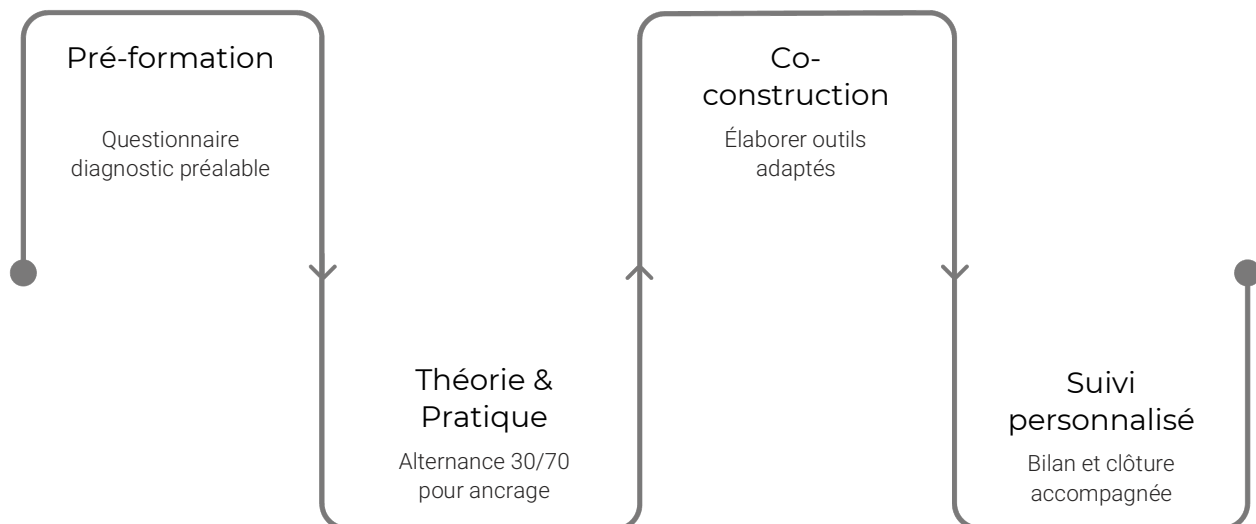 Pré-formation
Questionnaire
diagnostic préalable
Théorie &
Pratique
Alternance 30/70
pour ancrage
Co-
construction
Élaborer outils
adaptés
Suivi
personnalisé
Bilan et clôture
accompagnée